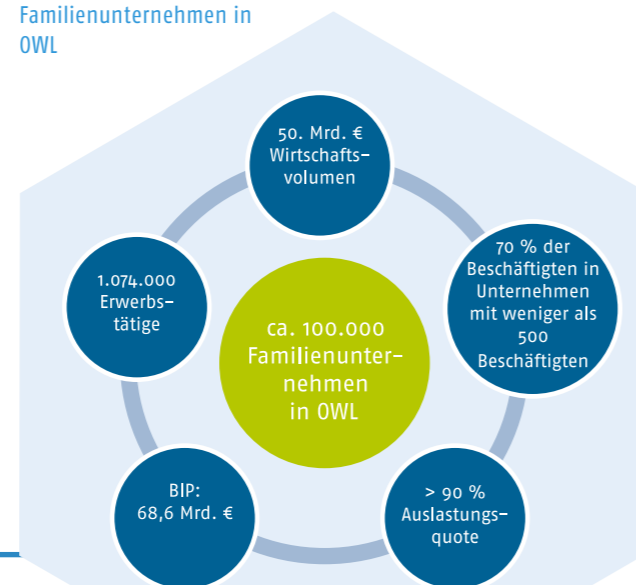 Familienunternehmen in
OWL
50. Mrd. €
Wirtschafts-
volumen
70 % der
Beschäftigten in
Unternehmen
mit weniger als
500
Beschäftigten
1.074.000
Erwerbs-
tätige
ca. 100.000
Familienunter-
nehmen
in OWL
BIP:
68,6 Mrd. €
> 90 %
Auslastungs-
quote